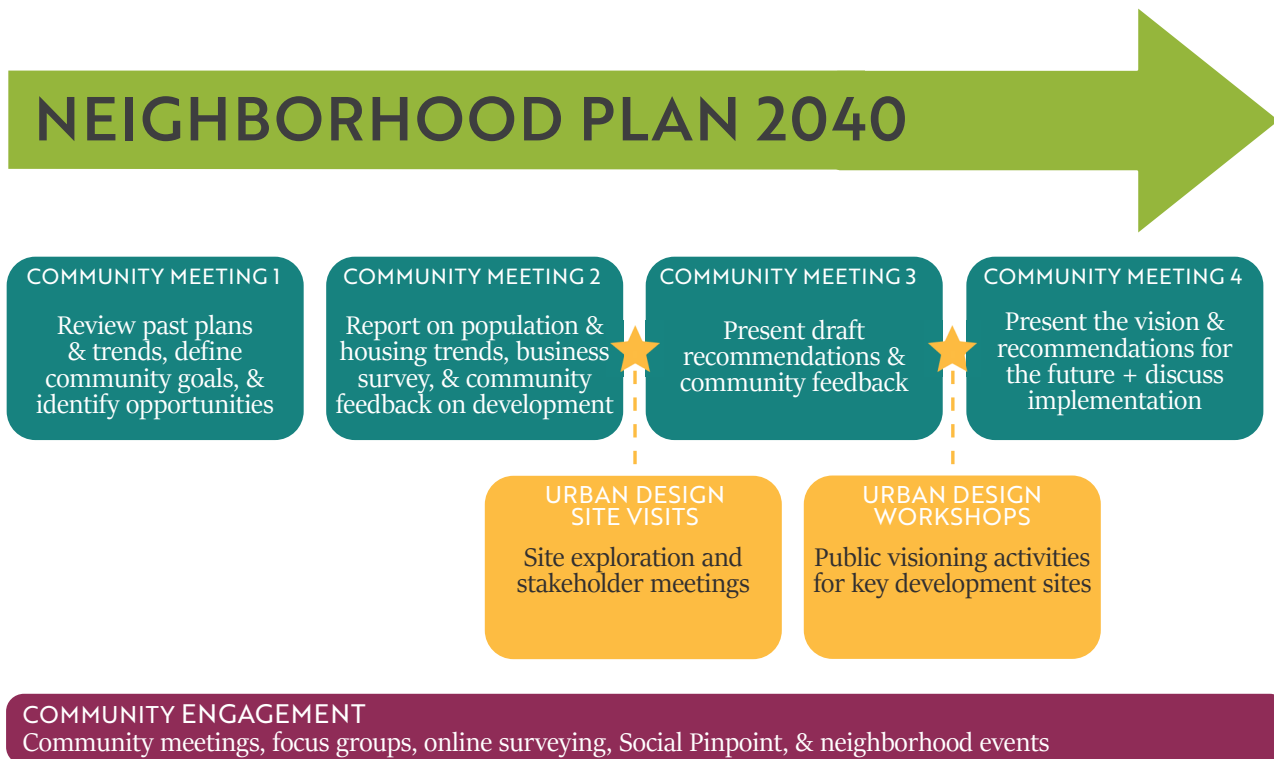 NEIGHBORHOOD PLAN 2040
COMMUNITY MEETING 1
Review past plans
& trends, define
community goals, &
identify opportunities
COMMUNITY MEETING 2
Report on population &
housing trends, business
survey, & community
feedback on development
COMMUNITY MEETING 3
Present draft
recommendations &
community feedback
COMMUNITY MEETING 4
Present the vision &
recommendations for
the future + discuss
implementation
URBAN DESIGN
SITE VISITS
Site exploration and
stakeholder meetings
URBAN DESIGN
WORKSHOPS
Public visioning activities
for key development sites
COMMUNITY ENGAGEMENT
Community meetings, focus groups, online surveying, Social Pinpoint, & neighborhood events